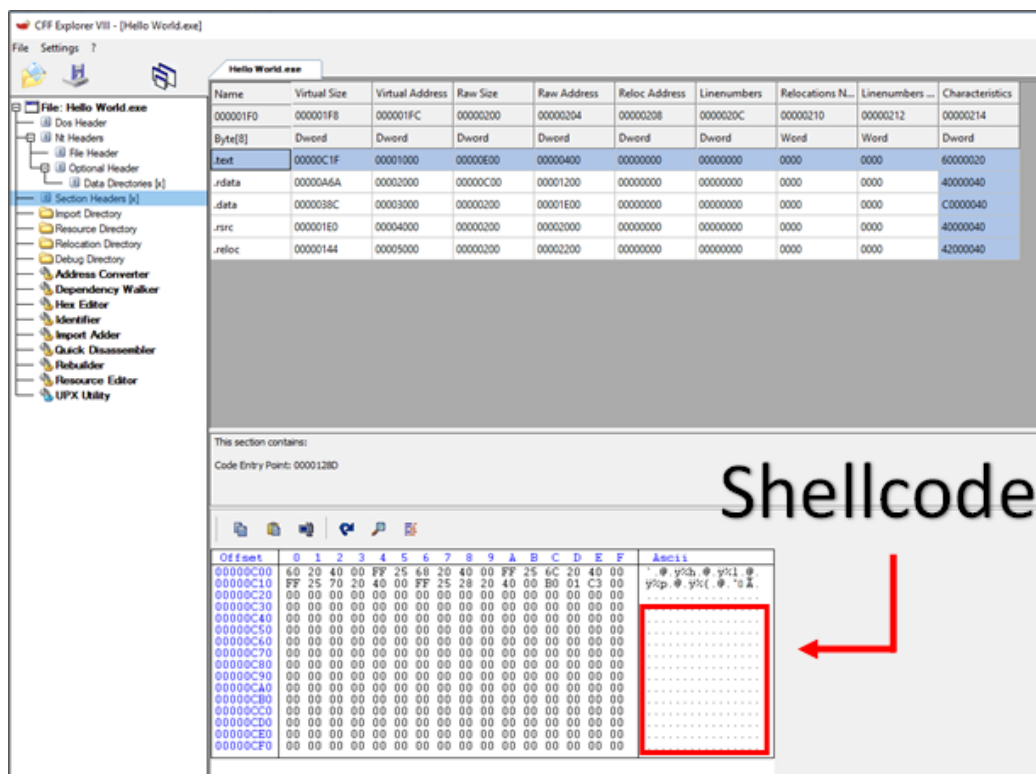 CFF Explorer VIII - [Hello World.exe]
File Settings ?
Hello World.exe
File: Hello World.exe
Dos Header
Nt Headers
File Header
Optional Header
Data Directories [x]
Section Headers [x]
Import Directory
Resource Directory
Relocation Directory
Debug Directory
Address Converter
Dependency Walker
Hex Editor
Identifier
Import Adder
Quick Disassembler
Rebuilder
Resource Editor
UPX Utility
Name Virtual Size Virtual Address Raw Size Raw Address Reloc Address Linenumbers Relocations N... Linenumbers ... Characteristics
000001F0 000001F8 000001FC 00000200 00000204 00000208 0000020C 00000210 00000212 00000214
Byte[8] Dword Dword Dword Dword Dword Dword Word Word Dword
.text 00000C1F 00001000 00000E00 00000400 00000000 00000000 0000 0000 60000020
.rdata 00000A6A 00002000 00000C00 00001200 00000000 00000000 0000 0000 40000040
.data 0000038C 00003000 00000200 00001E00 00000000 00000000 0000 0000 C0000040
.rsrc 000001E0 00004000 00000200 00002000 00000000 00000000 0000 0000 40000040
.reloc 00000144 00005000 00000200 00002200 00000000 00000000 0000 0000 42000040
This section contains:
Code Entry Point: 0000128D
Shellcode
Offset 0 1 2 3 4 5 6 7 8 9 A B C D E F Ascii
00000C00 60 20 40 00 FF 25 68 20 40 00 FF 25 6C 20 40 00 `.@.y%h.@.y%l.@.
00000C10 FF 25 70 20 40 00 FF 25 28 20 40 00 B0 01 C3 00 y%p.@.y%(.@.
00000C20 00 00 00 00 00 00 00 00 00 00 00 00 00 00 00 00 ................
00000C30 00 00 00 00 00 00 00 00 00 00 00 00 00 00 00 00 ................
00000C40 00 00 00 00 00 00 00 00 00 00 00 00 00 00 00 00 ................
00000C50 00 00 00 00 00 00 00 00 00 00 00 00 00 00 00 00 ................
00000C60 00 00 00 00 00 00 00 00 00 00 00 00 00 00 00 00 ................
00000C70 00 00 00 00 00 00 00 00 00 00 00 00 00 00 00 00 ................
00000C80 00 00 00 00 00 00 00 00 00 00 00 00 00 00 00 00 ................
00000C90 00 00 00 00 00 00 00 00 00 00 00 00 00 00 00 00 ................
00000CA0 00 00 00 00 00 00 00 00 00 00 00 00 00 00 00 00 ................
00000CB0 00 00 00 00 00 00 00 00 00 00 00 00 00 00 00 00 ................
00000CC0 00 00 00 00 00 00 00 00 00 00 00 00 00 00 00 00 ................
00000CD0 00 00 00 00 00 00 00 00 00 00 00 00 00 00 00 00 ................
00000CE0 00 00 00 00 00 00 00 00 00 00 00 00 00 00 00 00 ................
00000CF0 00 00 00 00 00 00 00 00 00 00 00 00 00 00 00 00 ................